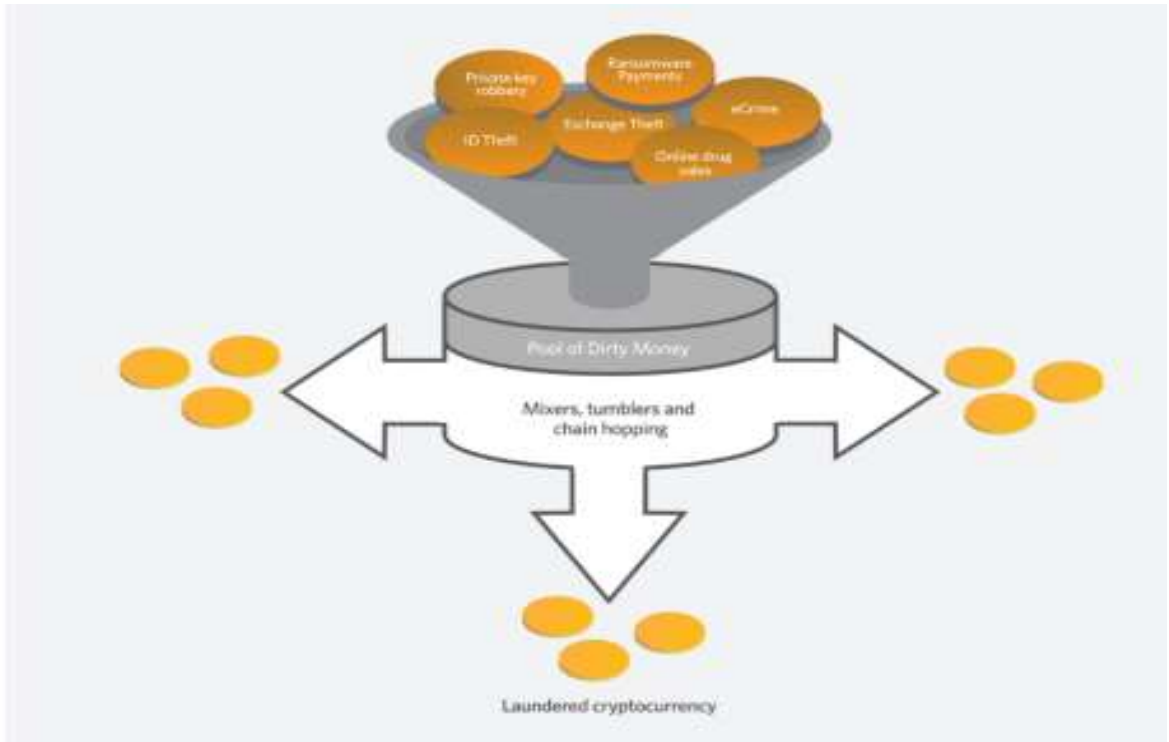 Private key
robbery
Ransomware
Payments
eCrime
ID Theft
Exchange Theft
Online drug
sales
Pool of Dirty Money
Mixers, tumblers and
chain hopping
Laundered cryptocurrency